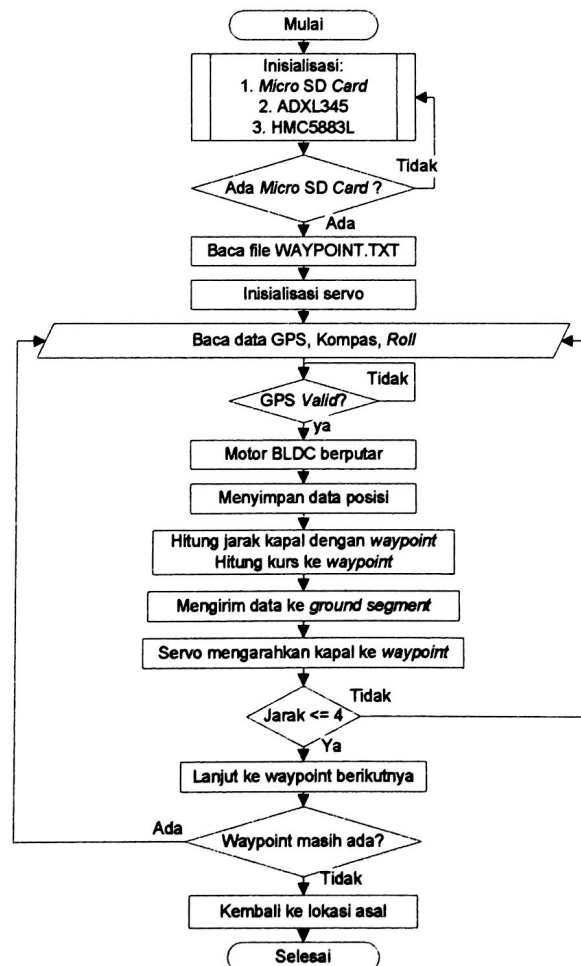 Mulai
Inisialisasi:
1. Micro SD Card
2. ADXL345
3. HMC5883L
Tidak
Ada Micro SD Card ?
Ada
Baca file WAYPOINT.TXT
Inisialisasi servo
Baca data GPS, Kompas, Roll
Tidak
GPS Valid?
ya
Motor BLDC berputar
Menyimpan data posisi
Hitung jarak kapal dengan waypoint
Hitung kurs ke waypoint
Mengirim data ke ground segment
Servo mengarahkan kapal ke waypoint
Tidak
Jarak <= 4
Ya
Lanjut ke waypoint berikutnya
Ada
Waypoint masih ada?
Tidak
Kembali ke lokasi asal
Selesai